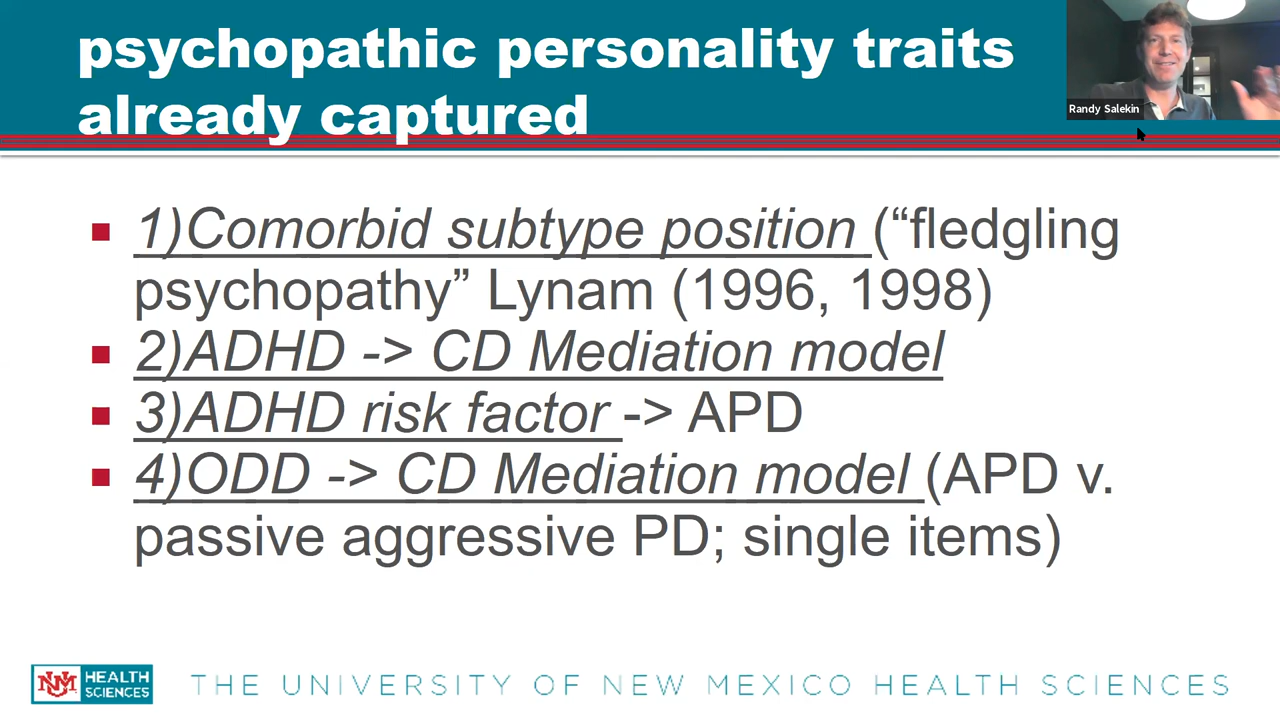 psychopathic personality traits
already captured
Randy Salekin
1)Comorbid subtype position (“fledgling
psychopathy” Lynam (1996, 1998)
2)ADHD -> CD Mediation model
3)ADHD risk factor -> APD
4)ODD -> CD Mediation model (APD v.
passive aggressive PD; single items)
UNM HEALTH
SCIENCES
THE UNIVERSITY OF NEW MEXICO HEALTH SCIENCES